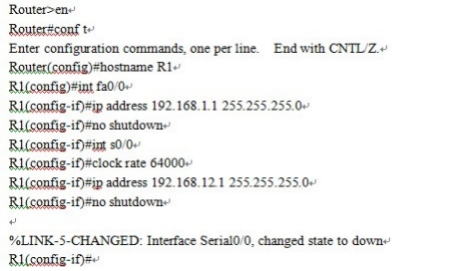 Router>en
Router#conf t
Enter configuration commands, one per line.    End with CNTL/Z.
Router(config)#hostname R1
R1(config)#int fa0/0
R1(config-if)#ip address 192.168.1.1 255.255.255.0
R1(config-if)#no shutdown
R1(config-if)#int s0/0
R1(config-if)#clock rate 64000
R1(config-if)#ip address 192.168.12.1 255.255.255.0
R1(config-if)#no shutdown
%LINK-5-CHANGED: Interface Serial0/0, changed state to down
R1(config-if)#